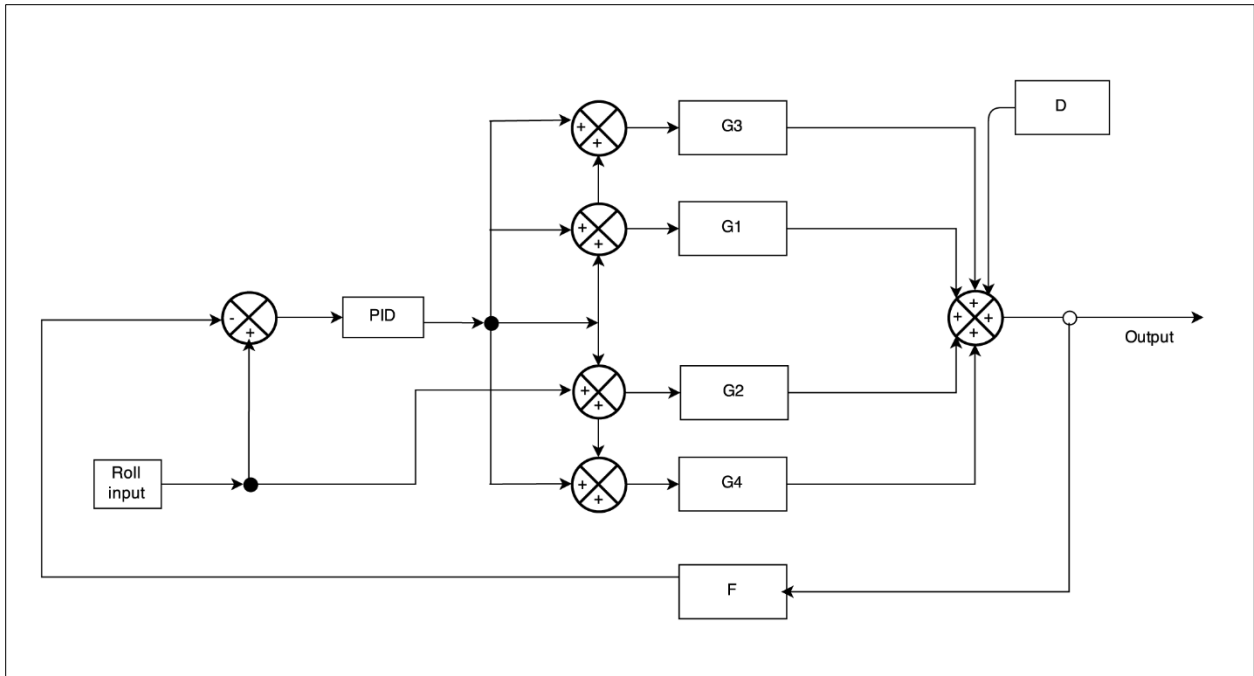 D
G3
+
+
G1
+
+
+
+
+
+
PID
-
+
Output
G2
+
+
Roll
input
G4
+
+
F